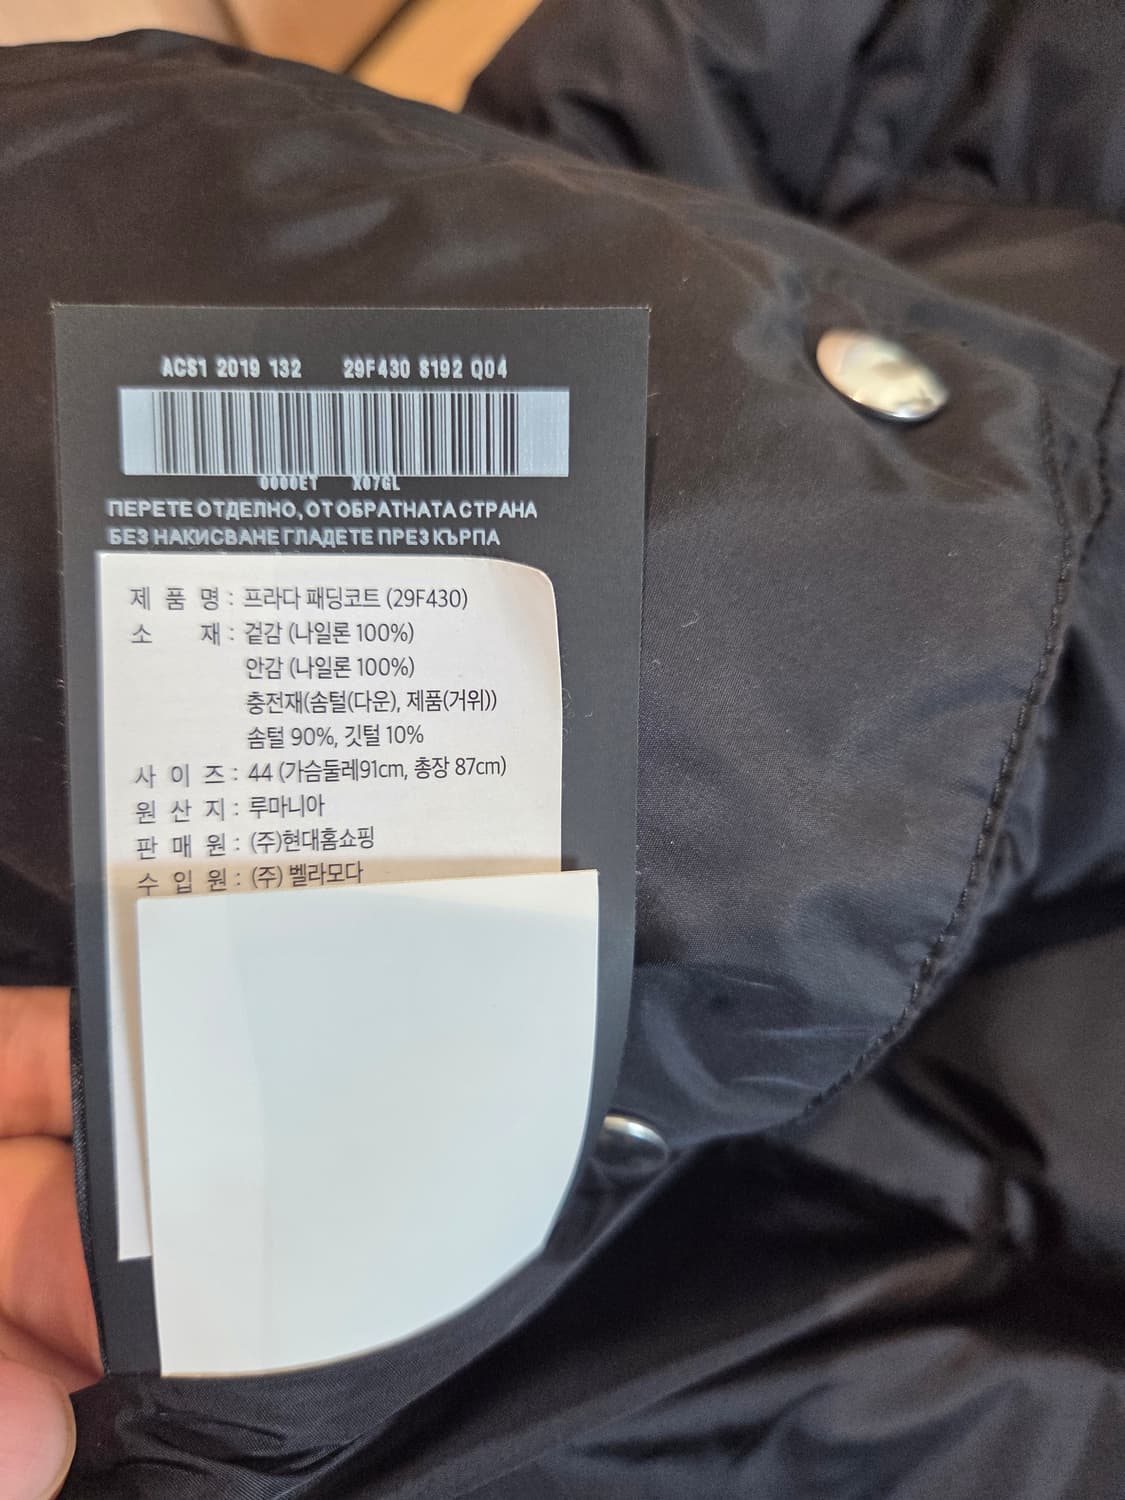 ACS1 2019 132 29F430 S192 Q04
0000ET X07GL
ПЕРЕТЕ ОТДЕЛНО, ОТ ОБРАТНАТА СТРАНА
БЕЗ НАКИСВАНЕ ГЛАДЕТЕ ПРЕЗ КЪРПА
제 품 명 : 프라다 패딩코트 (29F430)
소 재 : 겉감 (나일론 100%)
안감 (나일론 100%)
충전재(솜털(다운), 제품(거위))
솜털 90%, 깃털 10%
사 이 즈 : 44 (가슴둘레91cm, 총장 87cm)
원 산 지 : 루마니아
판 매 원 : (주)현대홈쇼핑
수 입 원 : (주) 벨라모다